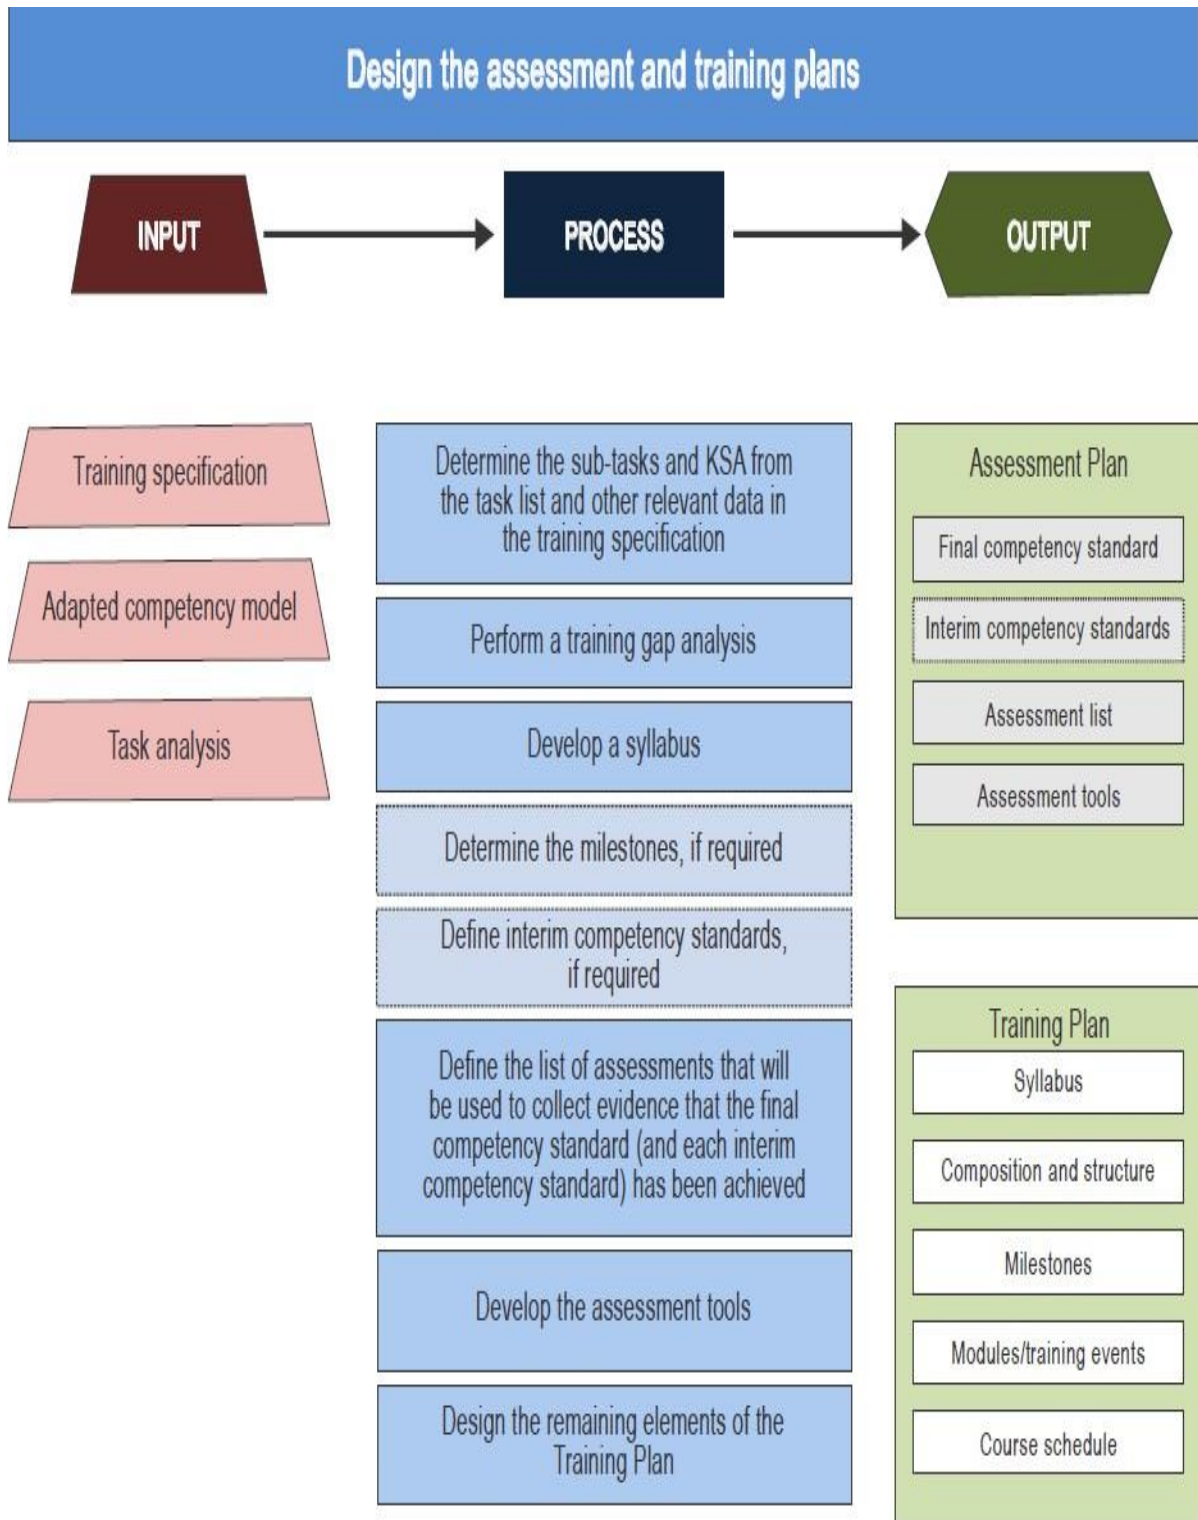 Design the assessment and training plans
INPUT
PROCESS
OUTPUT
Training specification
Adapted competency model
Task analysis
Determine the sub-tasks and KSA from
the task list and other relevant data in
the training specification
Perform a training gap analysis
Develop a syllabus
Determine the milestones, if required
Define interim competency standards,
if required
Define the list of assessments that will
be used to collect evidence that the final
competency standard (and each interim
competency standard) has been achieved
Develop the assessment tools
Design the remaining elements of the
Training Plan
Assessment Plan
Final competency standard
Interim competency standards
Assessment list
Assessment tools
Training Plan
Syllabus
Composition and structure
Milestones
Modules/training events
Course schedule